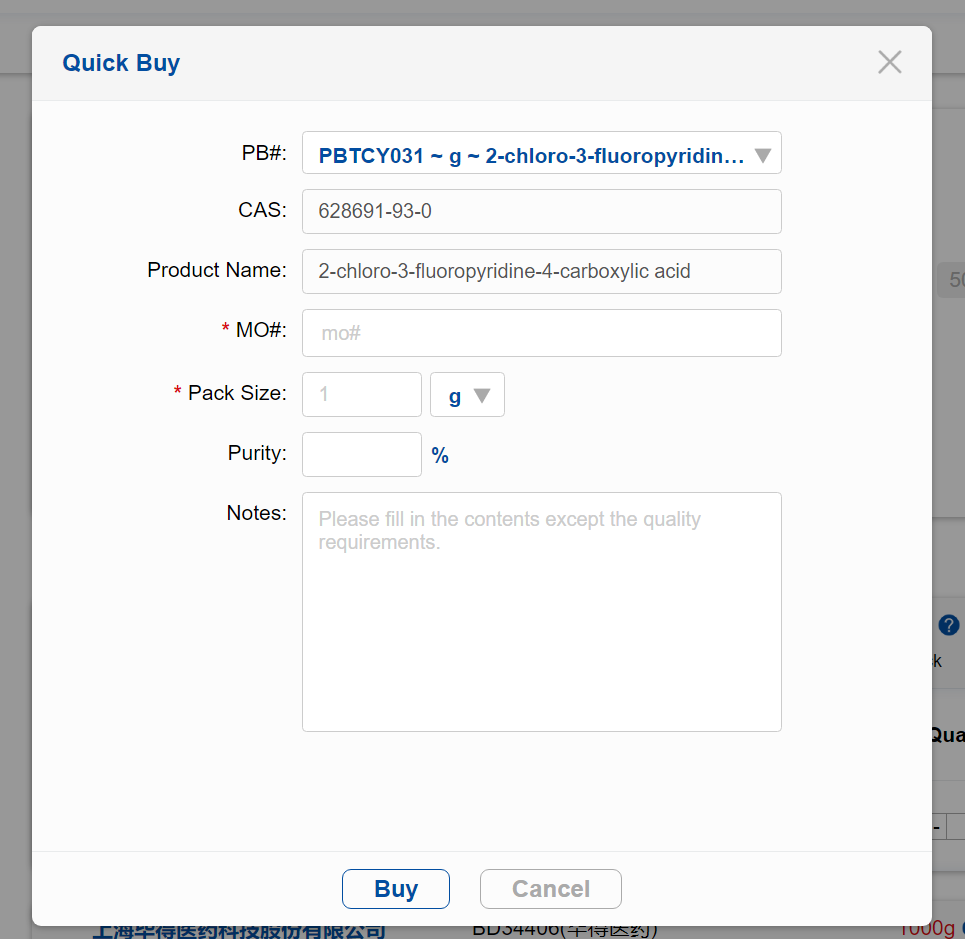 Quick Buy
PB#:
PBTCY031 ~ g ~ 2-chloro-3-fluoropyridin...
CAS:
628691-93-0
Product Name:
2-chloro-3-fluoropyridine-4-carboxylic acid
* MO#:
mo#
* Pack Size:
1
g
Purity:
%
Notes:
Please fill in the contents except the quality
requirements.
50
?
k
Qua
-
Buy
Cancel
上海毕得医药科技股份有限公司
BD34406(毕得医药)
1000g